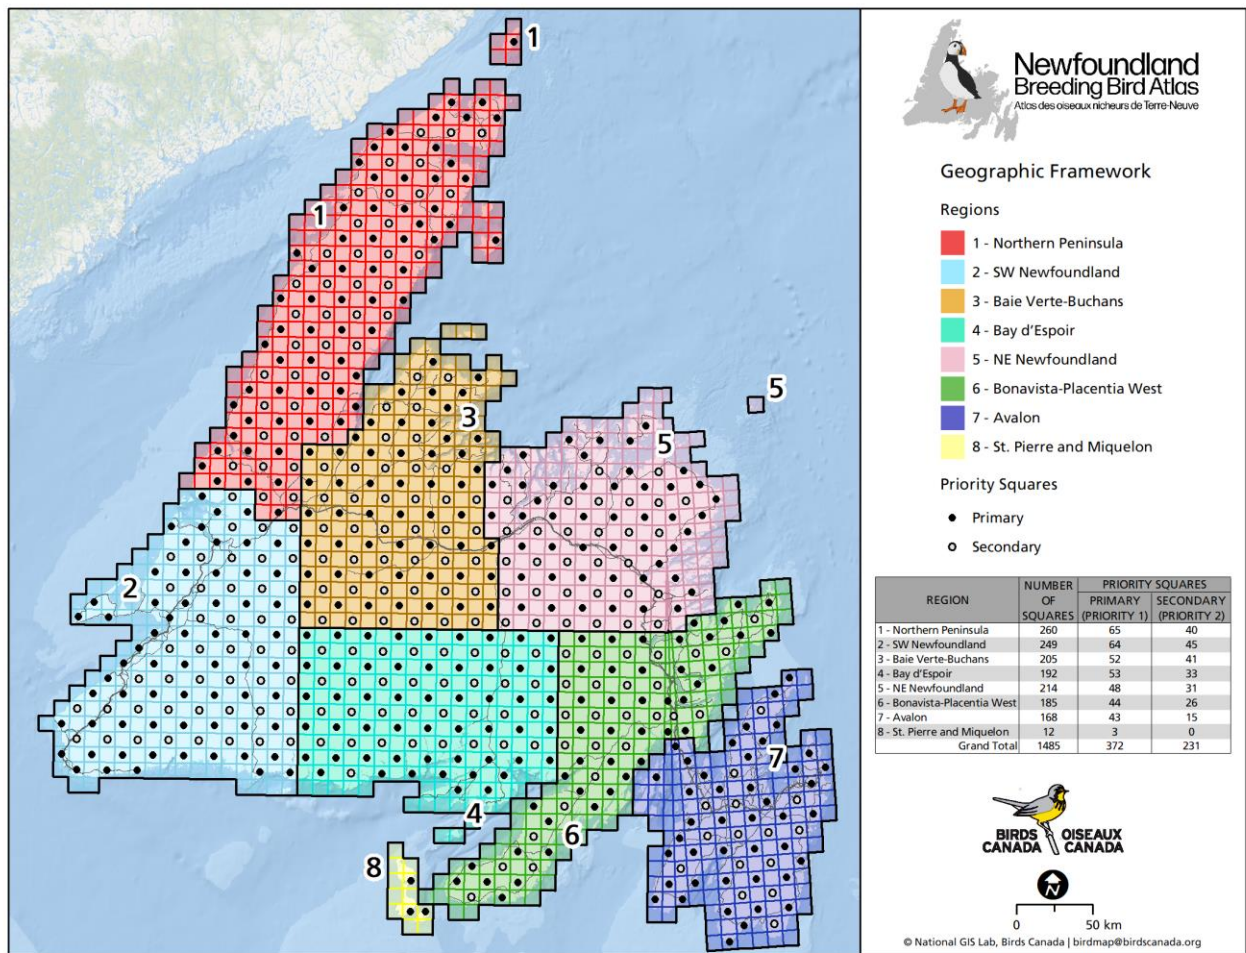 1
1
2
3
4
5
5
6
7
8
Newfoundland
Breeding Bird Atlas
Atlas des oiseaux nicheurs de Terre-Neuve
Geographic Framework
Regions
1 - Northern Peninsula
2 - SW Newfoundland
3 - Baie Verte-Buchans
4 - Bay d'Espoir
5 - NE Newfoundland
6 - Bonavista-Placentia West
7 - Avalon
8 - St. Pierre and Miquelon
Priority Squares
Primary
Secondary
REGION NUMBER OF SQUARES PRIORITY SQUARES
PRIMARY (PRIORITY 1) SECONDARY (PRIORITY 2)
1 - Northern Peninsula 260 65 40
2 - SW Newfoundland 249 64 45
3 - Baie Verte-Buchans 205 52 41
4 - Bay d'Espoir 192 53 33
5 - NE Newfoundland 214 48 31
6 - Bonavista-Placentia West 185 44 26
7 - Avalon 168 43 15
8 - St. Pierre and Miquelon 12 3 0
Grand Total 1485 372 231
BIRDS OISEAUX
CANADA CANADA
N
0 50 km
© National GIS Lab, Birds Canada | birdmap@birdscanada.org